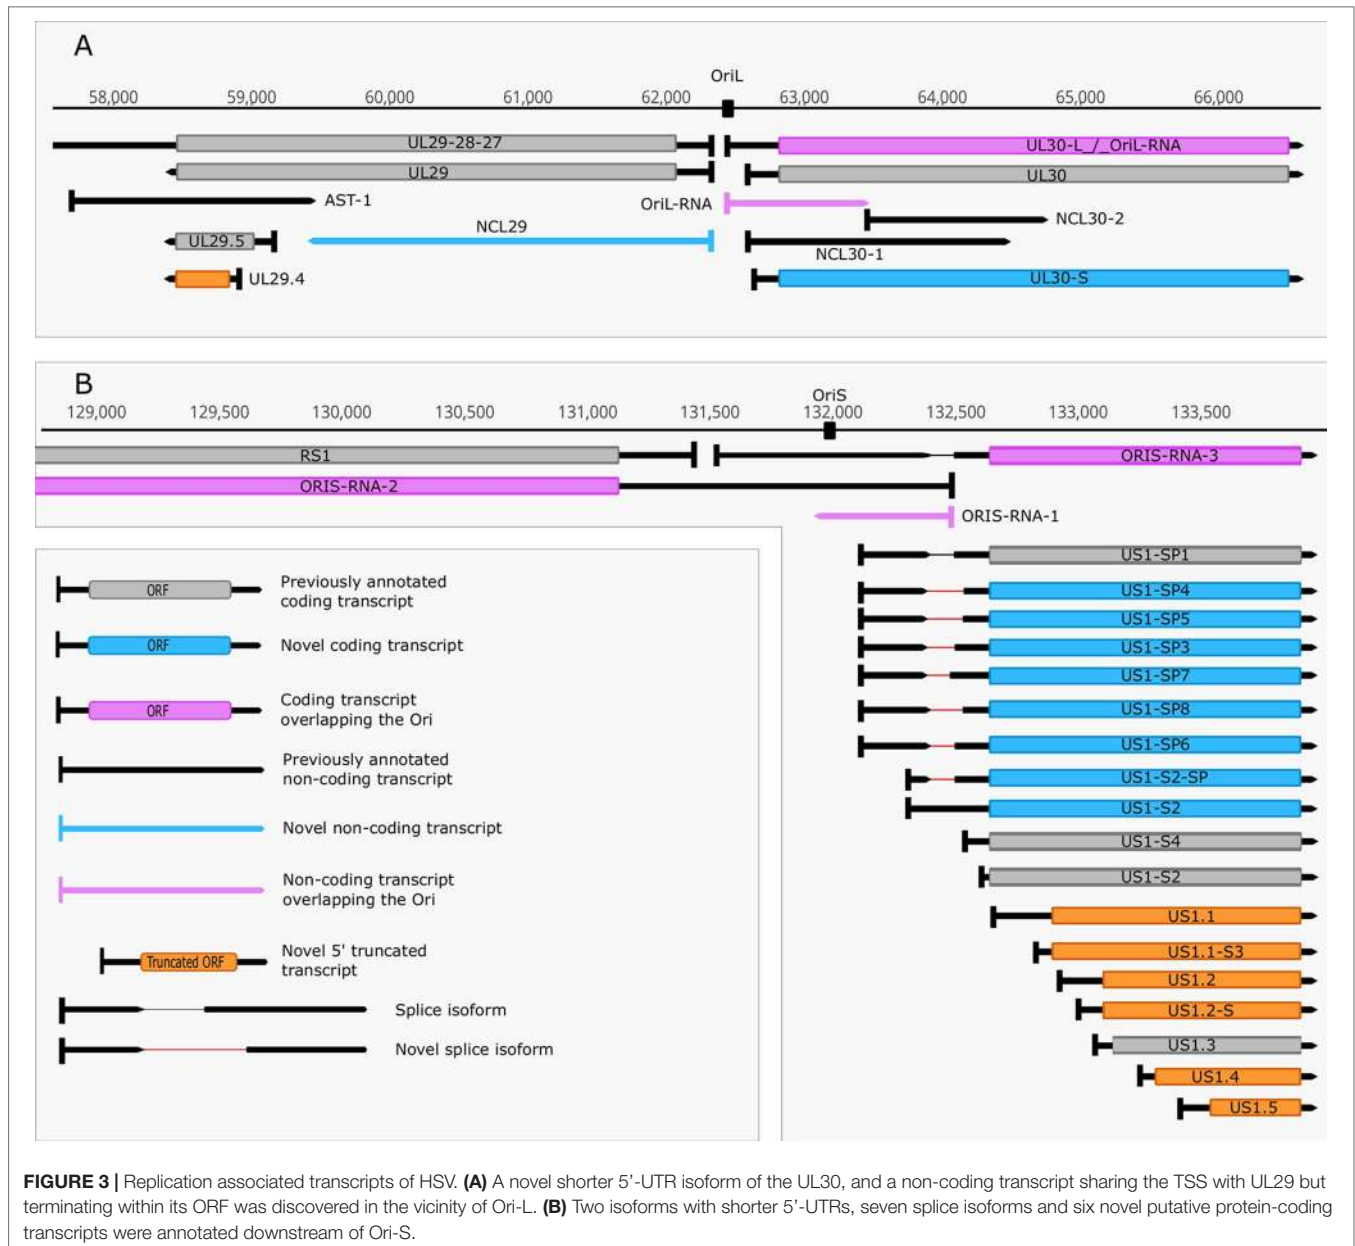 A
OriL
58,000 59,000 60,000 61,000 62,000 63,000 64,000 65,000 66,000
UL29-28-27 UL30-L_/_OriL-RNA
UL29 UL30
AST-1 OriL-RNA
NCL30-2
NCL29
UL29.5
NCL30-1
UL29.4 UL30-S
B
OriS
129,000 129,500 130,000 130,500 131,000 131,500 132,000 132,500 133,000 133,500
RS1 ORIS-RNA-3
ORIS-RNA-2
ORIS-RNA-1
US1-SP1
US1-SP4
US1-SP5
US1-SP3
US1-SP7
US1-SP8
US1-SP6
US1-S2-SP
US1-S2
US1-S4
US1-S2
US1.1
US1.1-S3
US1.2
US1.2-S
US1.3
US1.4
US1.5
ORF Previously annotated
coding transcript
ORF Novel coding transcript
ORF Coding transcript
overlapping the Ori
Previously annotated
non-coding transcript
Novel non-coding transcript
Non-coding transcript
overlapping the Ori
Truncated ORF Novel 5' truncated
transcript
Splice isoform
Novel splice isoform
FIGURE 3 | Replication associated transcripts of HSV. (A) A novel shorter 5’-UTR isoform of the UL30, and a non-coding transcript sharing the TSS with UL29 but
terminating within its ORF was discovered in the vicinity of Ori-L. (B) Two isoforms with shorter 5’-UTRs, seven splice isoforms and six novel putative protein-coding
transcripts were annotated downstream of Ori-S.